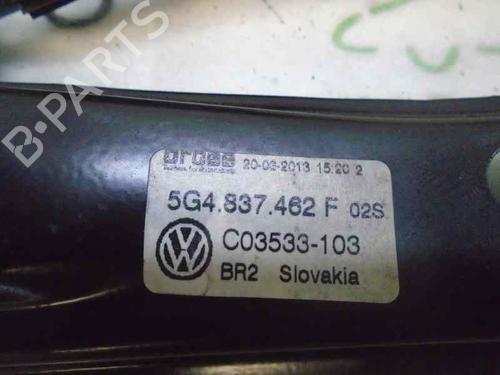 brose 20-03-2013 15:20 2
5G4.837.462 F 02S
C03533-103
BR2 Slovakia
B-PARTS